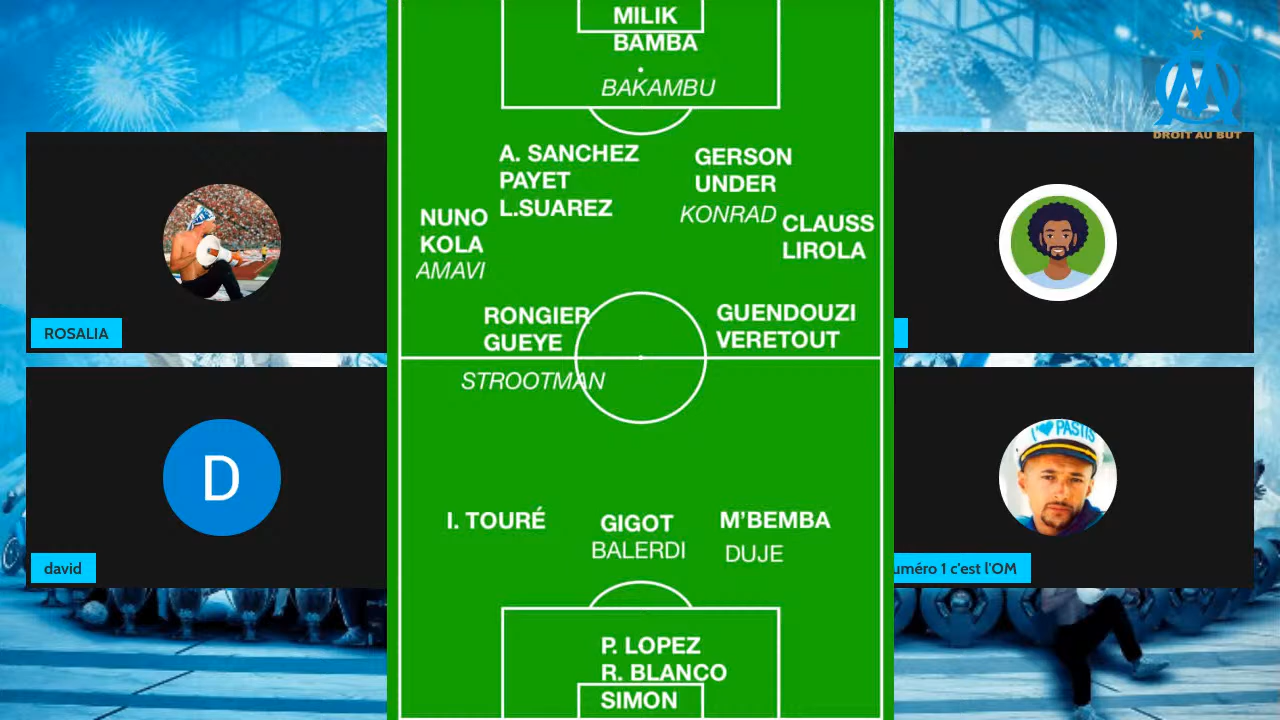 MILIK
BAMBA
BAKAMBU
DROIT AU BUT
A. SANCHEZ
PAYET
L.SUAREZ
GERSON
UNDER
KONRAD
NUNO
KOLA
AMAVI
CLAUSS
LIROLA
RONGIER
GUEYE
STROOTMAN
GUENDOUZI
VERETOUT
ROSALIA
I. TOURÉ
GIGOT
BALERDI
M'BEMBA
DUJE
D
david
I ♥ PASTIS
uméro 1 c'est l'OM
P. LOPEZ
R. BLANCO
SIMON